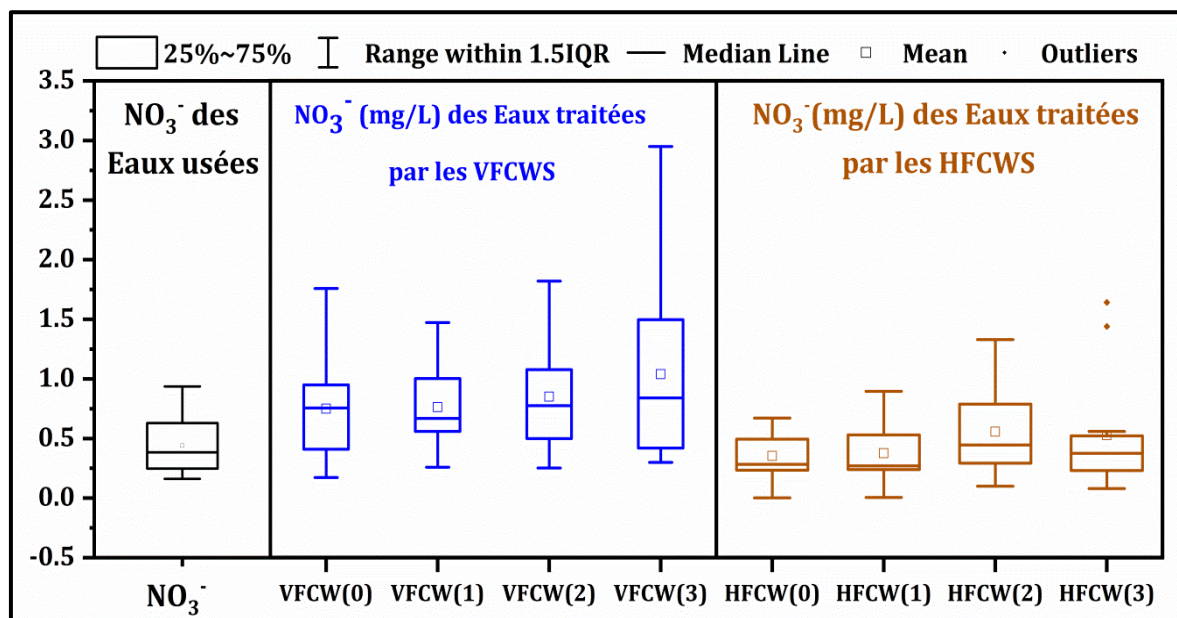 25%~75% Range within 1.5IQR Median Line Mean Outliers
3.5
3.0
2.5
2.0
1.5
1.0
0.5
0.0
-0.5
NO₃⁻ des
Eaux usées
NO₃⁻ (mg/L) des Eaux traitées
par les VFCWS
NO₃⁻(mg/L) des Eaux traitées
par les HFCWS
NO₃⁻ VFCW(0) VFCW(1) VFCW(2) VFCW(3) HFCW(0) HFCW(1) HFCW(2) HFCW(3)